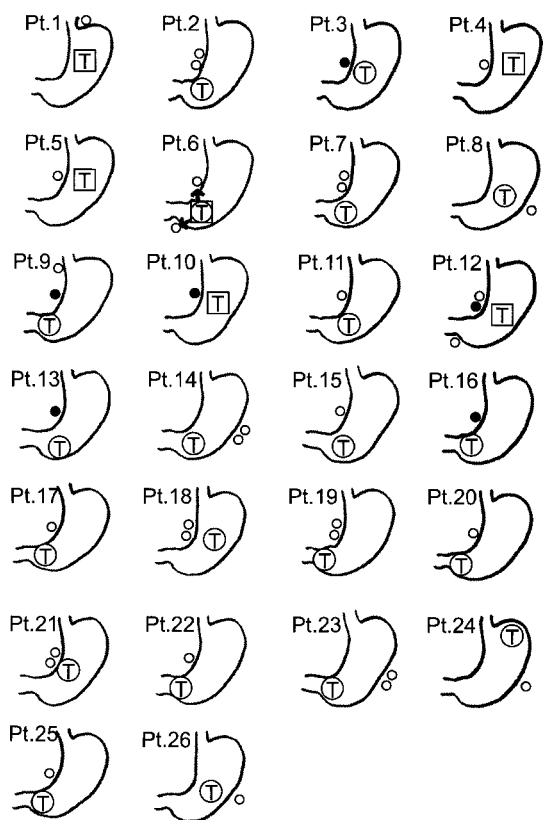 Pt.1 Pt.2 Pt.3 Pt.4
T T T T
Pt.5 Pt.6 Pt.7 Pt.8
T T T T
Pt.9 Pt.10 Pt.11 Pt.12
T T T T
Pt.13 Pt.14 Pt.15 Pt.16
T T T T
Pt.17 Pt.18 Pt.19 Pt.20
T T T T
Pt.21 Pt.22 Pt.23 Pt.24
T T T T
Pt.25 Pt.26
T T